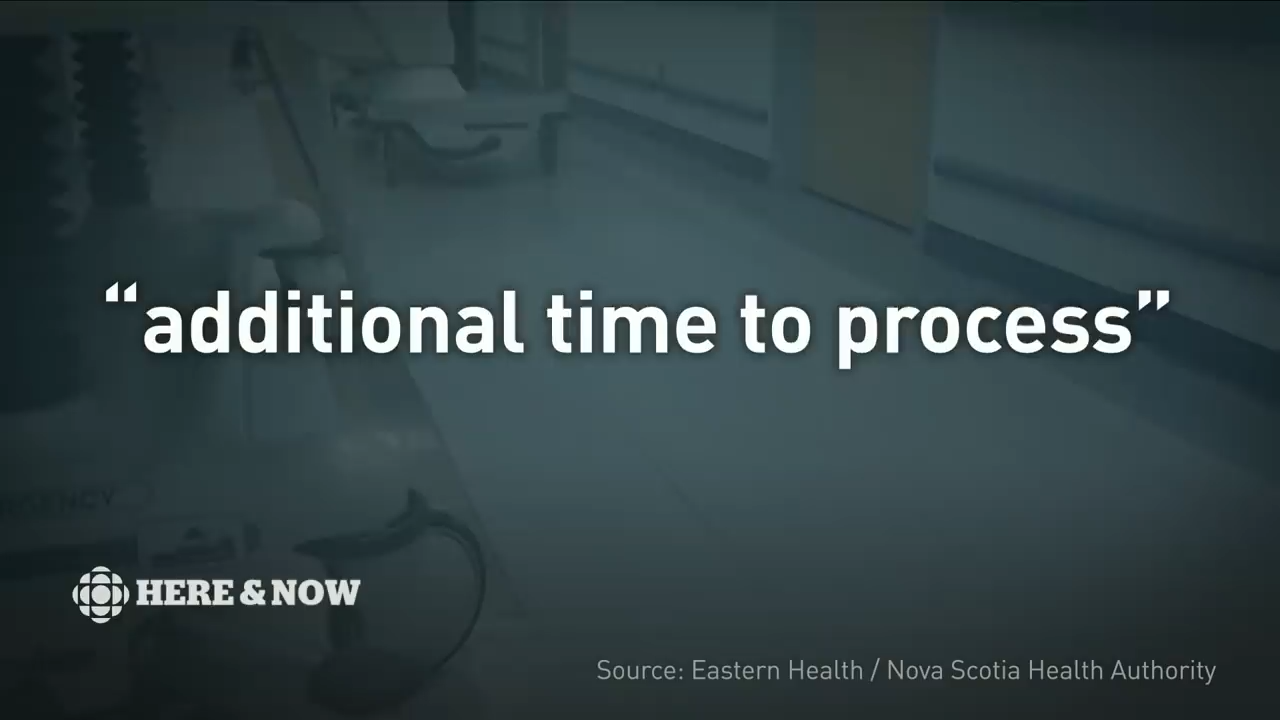 “additional time to process”
HERE & NOW
Source: Eastern Health / Nova Scotia Health Authority